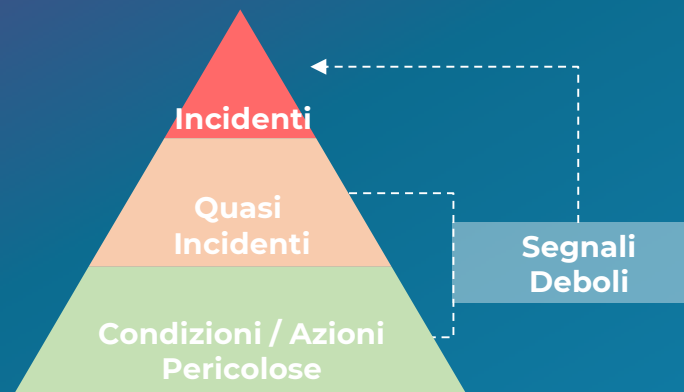 Incidenti
Quasi
Incidenti
Segnali
Deboli
Condizioni / Azioni
Pericolose